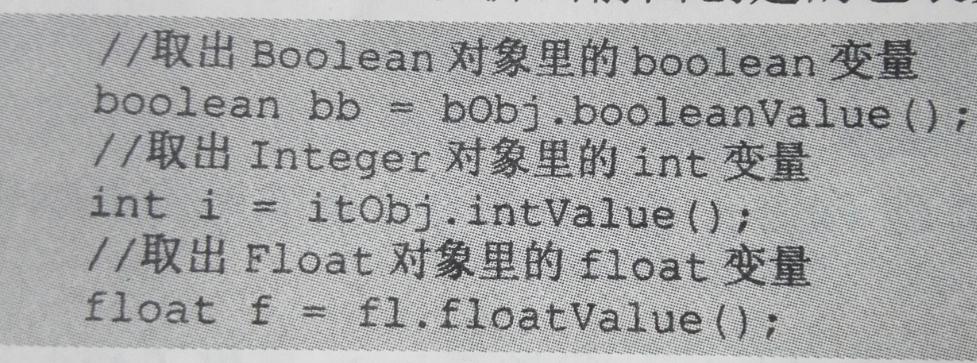 //取出 Boolean 对象里的 boolean 变量
boolean bb = bObj.booleanValue();
//取出 Integer 对象里的 int 变量
int i = itObj.intValue();
//取出 Float 对象里的 float 变量
float f = fl.floatValue();